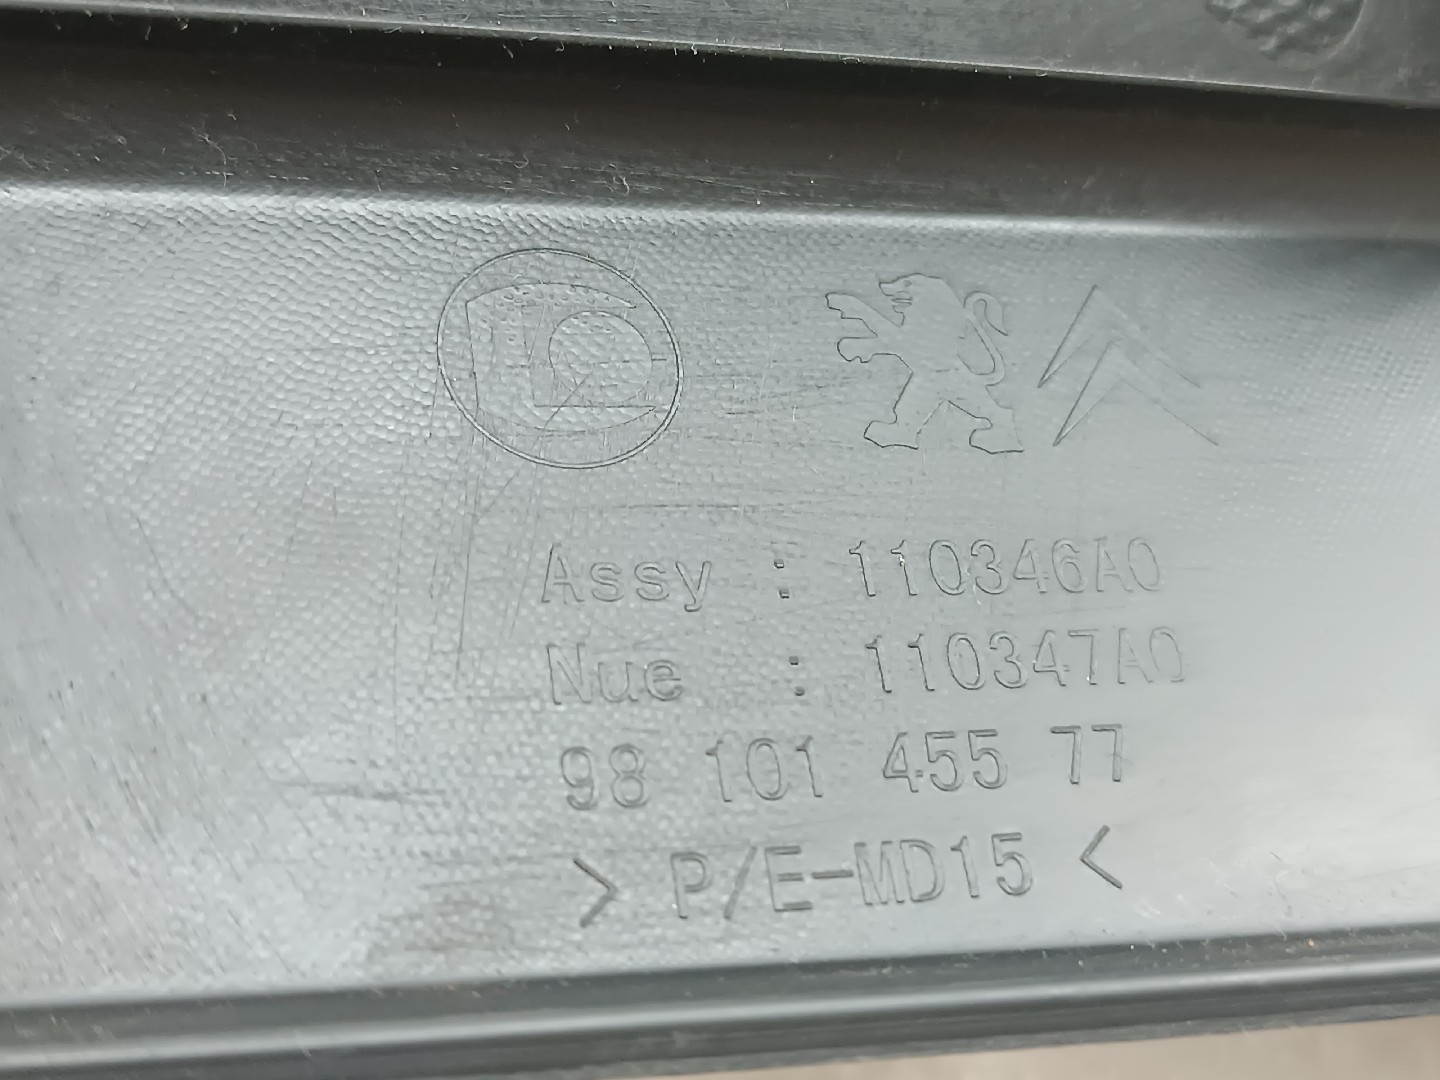 Assy : 110346A0
Nue : 110347A0
98 101 455 77
> P/E-MD15 <